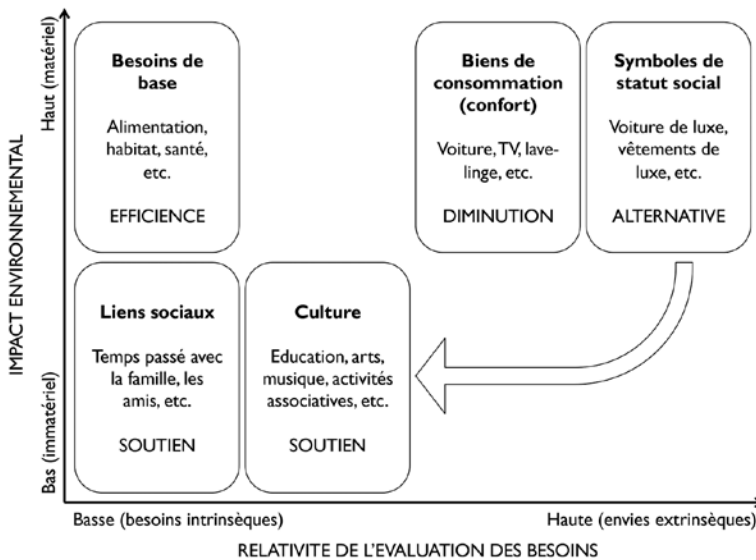 IMPACT ENVIRONNEMENTAL
Haut (matériel)
Bas (immatériel)
Besoins de
base
Alimentation,
habitat, santé,
etc.
EFFICIENCE
Biens de
consommation
(confort)
Voiture, TV, lave-
linge, etc.
DIMINUTION
Symboles de
statut social
Voiture de luxe,
vêtements de
luxe, etc.
ALTERNATIVE
Liens sociaux
Temps passé avec
la famille, les
amis, etc.
SOUTIEN
Culture
Education, arts,
musique, activités
associatives, etc.
SOUTIEN
Basse (besoins intrinsèques)
Haute (envies extrinsèques)
RELATIVITE DE L'EVALUATION DES BESOINS